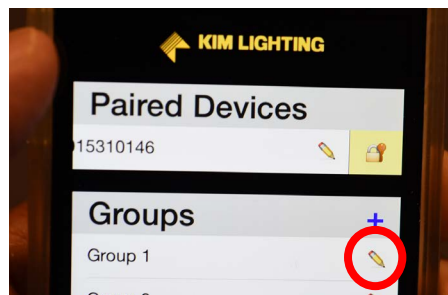 KIM LIGHTING
Paired Devices
15310146
Groups
+
Group 1